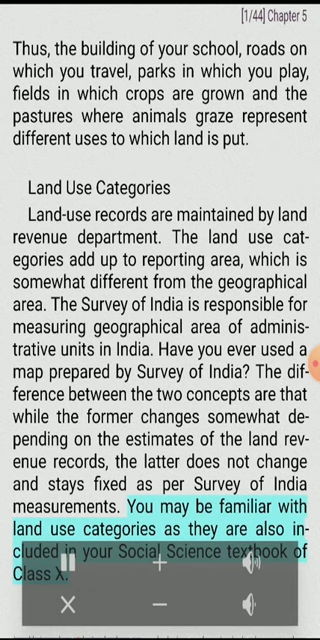 [1/44] Chapter 5
Thus, the building of your school, roads on
which you travel, parks in which you play,
fields in which crops are grown and the
pastures where animals graze represent
different uses to which land is put.
Land Use Categories
Land-use records are maintained by land
revenue department. The land use cat-
egories add up to reporting area, which is
somewhat different from the geographical
area. The Survey of India is responsible for
measuring geographical area of adminis-
trative units in India. Have you ever used a
map prepared by Survey of India? The dif-
ference between the two concepts are that
while the former changes somewhat de-
pending on the estimates of the land rev-
enue records, the latter does not change
and stays fixed as per Survey of India
measurements. You may be familiar with
land use categories as they are also in-
cluded in your Social Science textbook of
Class X.